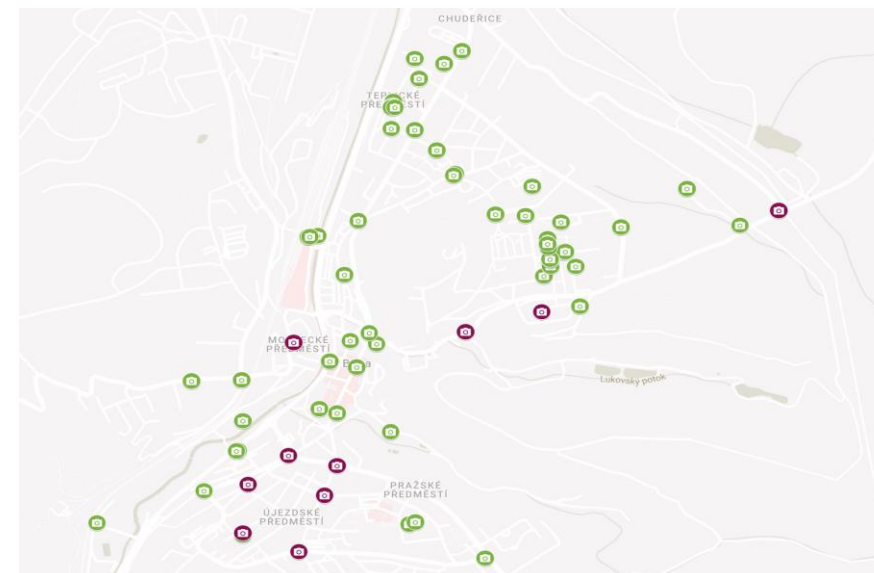 CHUDEŘICE
TEPLICKÉ
PŘEDMĚSTÍ
MOSTECKÉ
PŘEDMĚSTÍ
Bílina
Lukovský potok
PRAŽSKÉ
PŘEDMĚSTÍ
ÚJEZDSKÉ
PŘEDMĚSTÍ